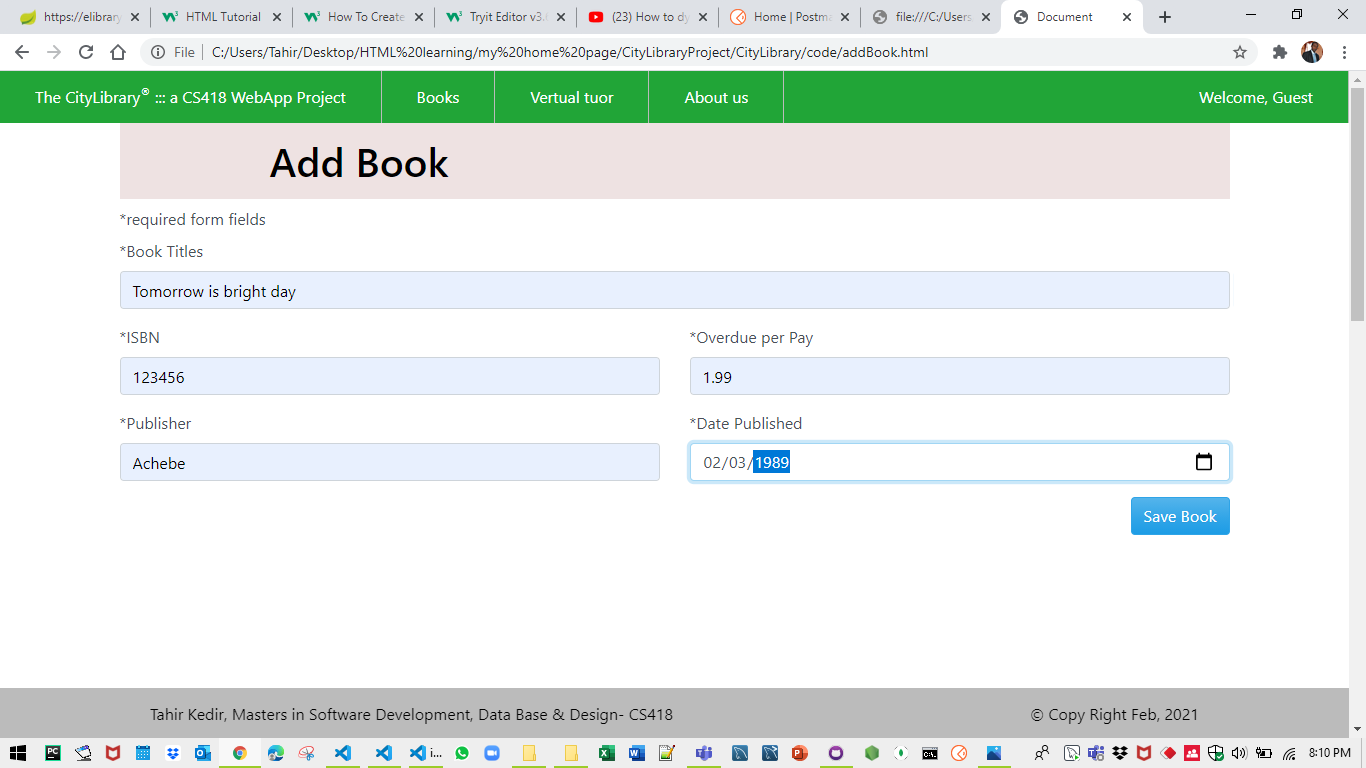 https://elibrary
HTML Tutorial
How To Create
Tryit Editor v3.
(23) How to dy
Home | Postma
file:///C:/Users
Document
File
C:/Users/Tahir/Desktop/HTML%20learning/my%20home%20page/CityLibraryProject/CityLibrary/code/addBook.html
The CityLibrary® ::: a CS418 WebApp Project
Books
Vertual tuor
About us
Welcome, Guest
Add Book
*required form fields
*Book Titles
Tomorrow is bright day
*ISBN
*Overdue per Pay
123456
1.99
*Publisher
*Date Published
Achebe
02/03/1989
Save Book
Tahir Kedir, Masters in Software Development, Data Base & Design- CS418
© Copy Right Feb, 2021
i...
8:10 PM